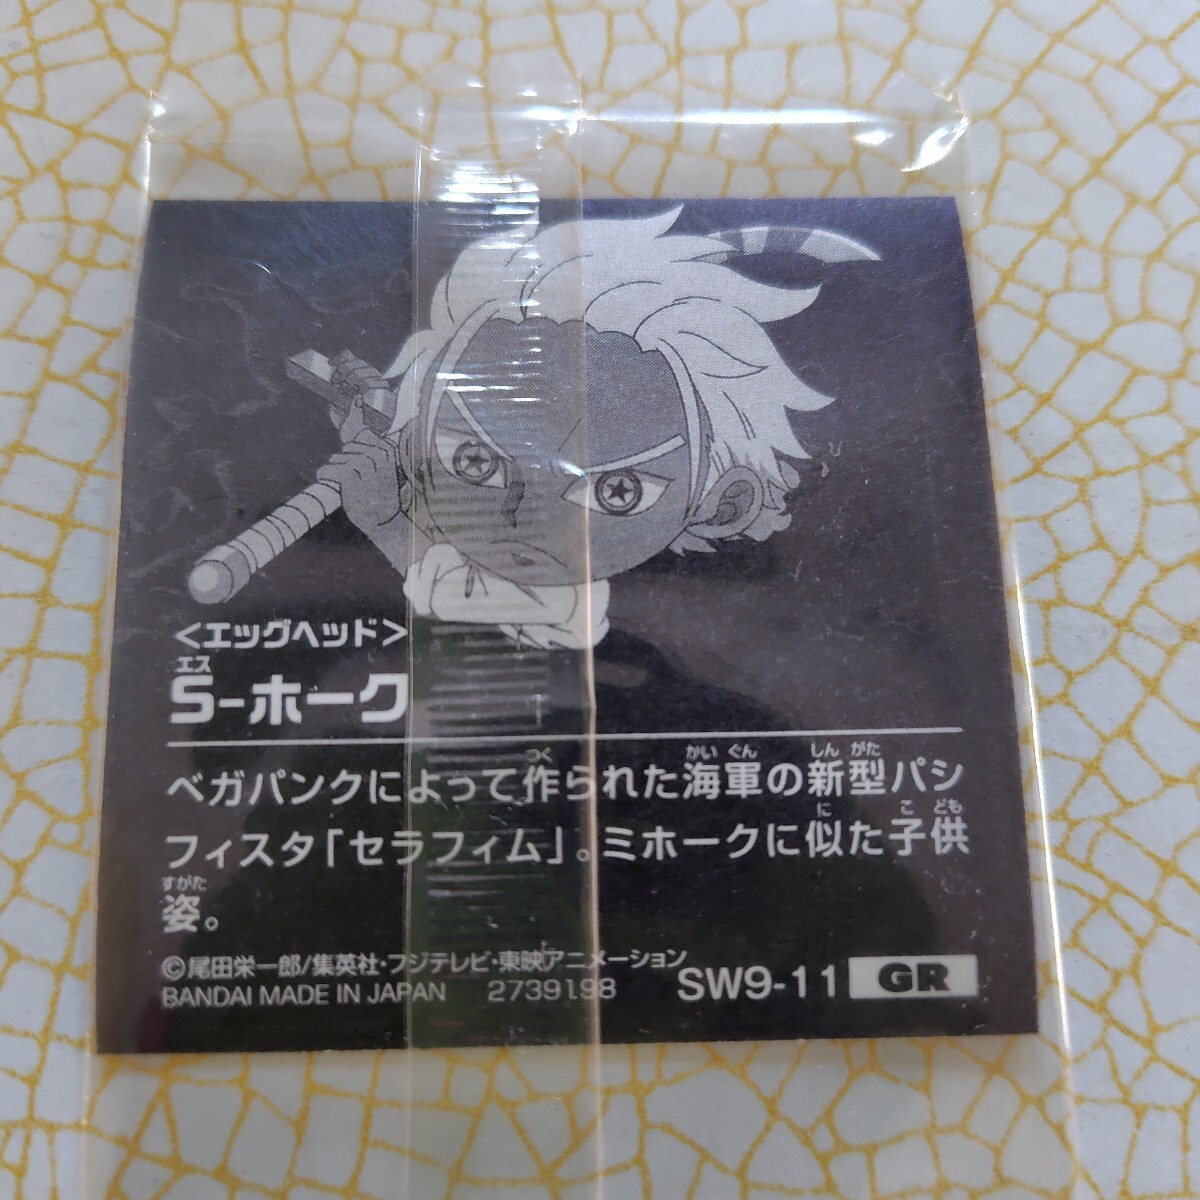 <エッグヘッド>
エス
S-ホーク
つく かいぐん しんがた
ベガパンクによって作られた海軍の新型パシ
に こども
フィスタ「セラフィム」。ミホークに似た子供
すがた
姿。
©尾田栄一郎/集英社・フジテレビ・東映アニメーション
BANDAI MADE IN JAPAN 2739198 SW9-11 GR